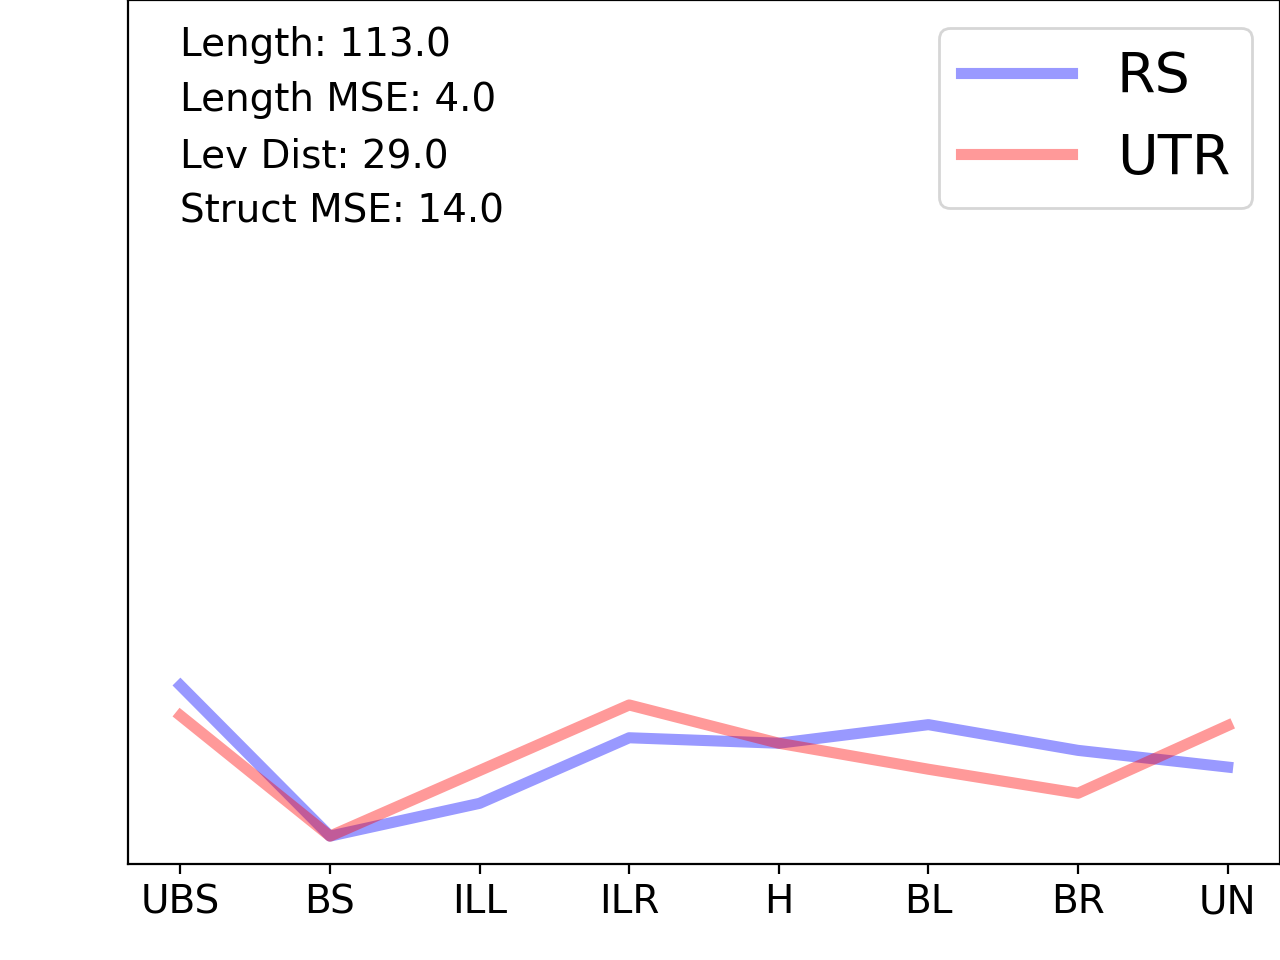 Length: 113.0
Length MSE: 4.0
Lev Dist: 29.0
Struct MSE: 14.0
RS
UTR
UBS BS ILL ILR H BL BR UN